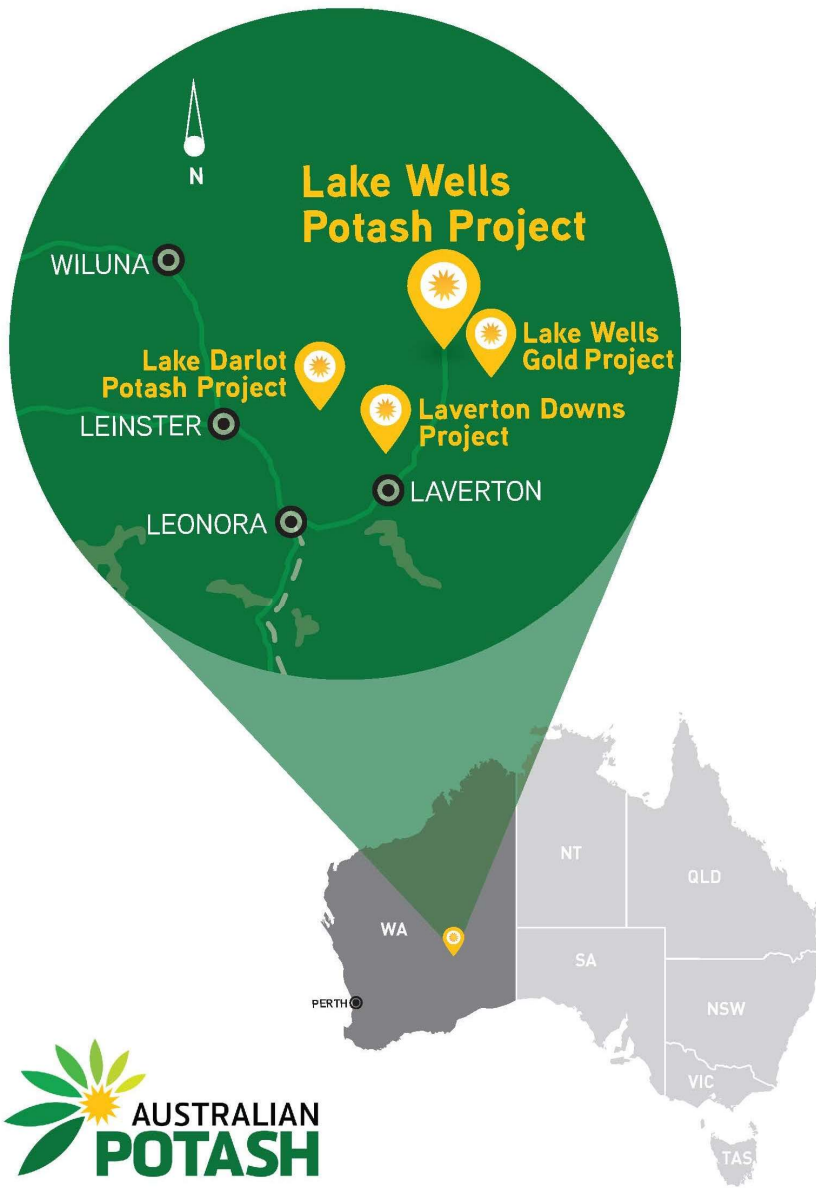 N
Lake Wells
Potash Project
WILUNA
Lake Wells
Gold Project
Lake Darlot
Potash Project
Laverton Downs
Project
LEINSTER
LAVERTON
LEONORA
NT
QLD
WA
SA
PERTH
NSW
VIC
TAS
AUSTRALIAN
POTASH